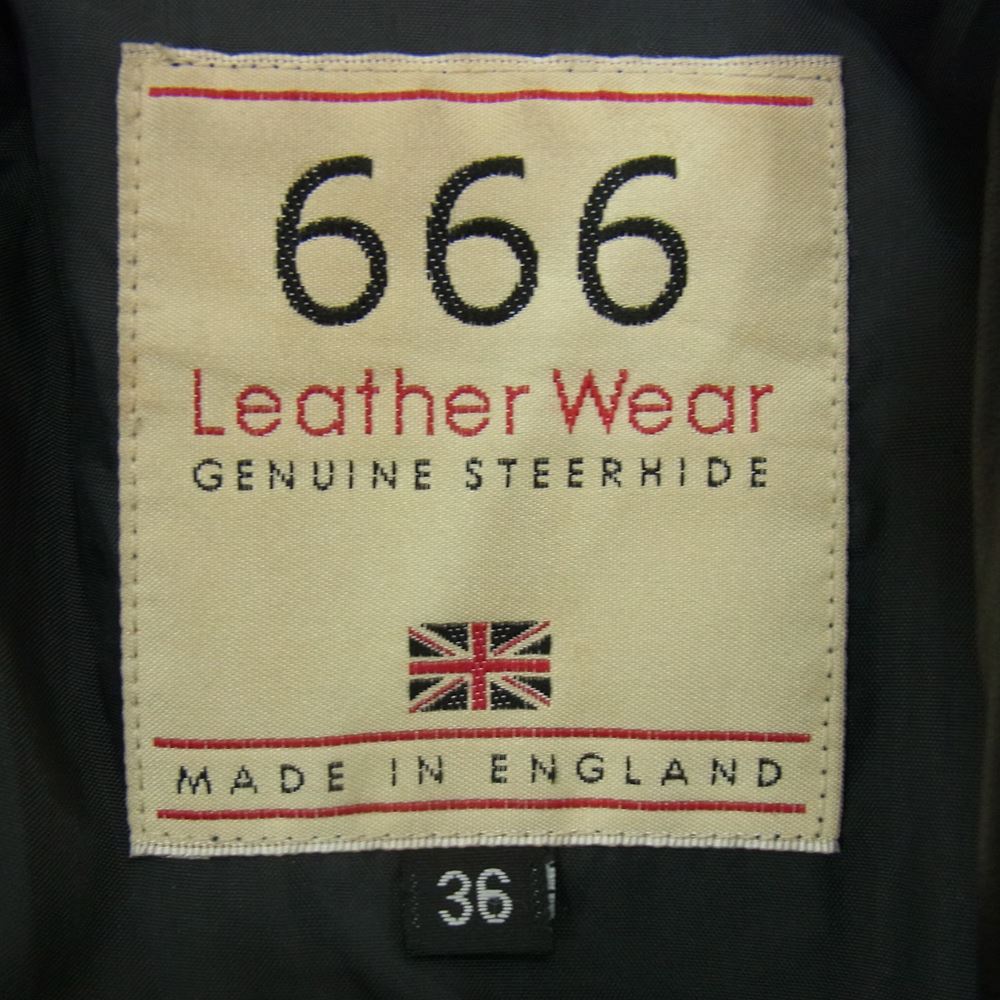 666
Leather Wear
GENUINE STEERHIDE
MADE IN ENGLAND
36